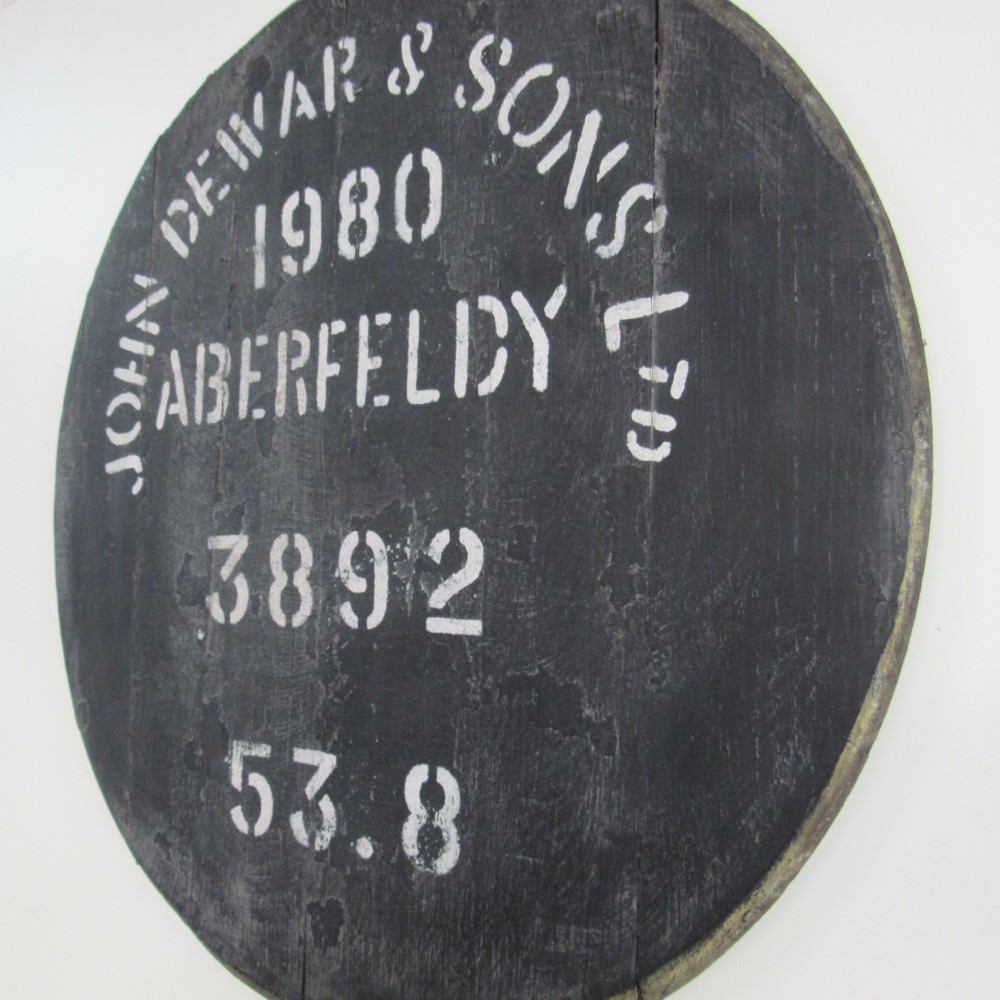 JOHN DEWAR & SONS LTD
1980
ABERFELDY
3892
53.8